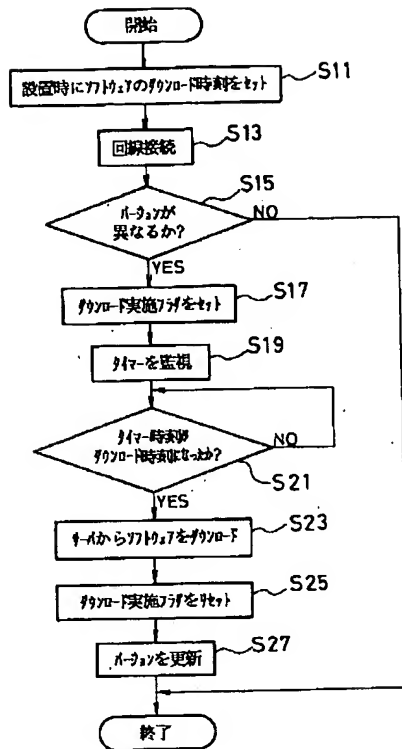 開始
設置時にソフトウェアのダウンロード時刻をセット
S11
回線接続
S13
バージョンが
異なるか?
S15
NO
YES
ダウンロード実施フラグをセット
S17
タイマーを監視
S19
タイマー時刻が
ダウンロード時刻になったか?
NO
S21
YES
サーバからソフトウェアをダウンロード
S23
ダウンロード実施フラグをリセット
S25
バージョンを更新
S27
終了